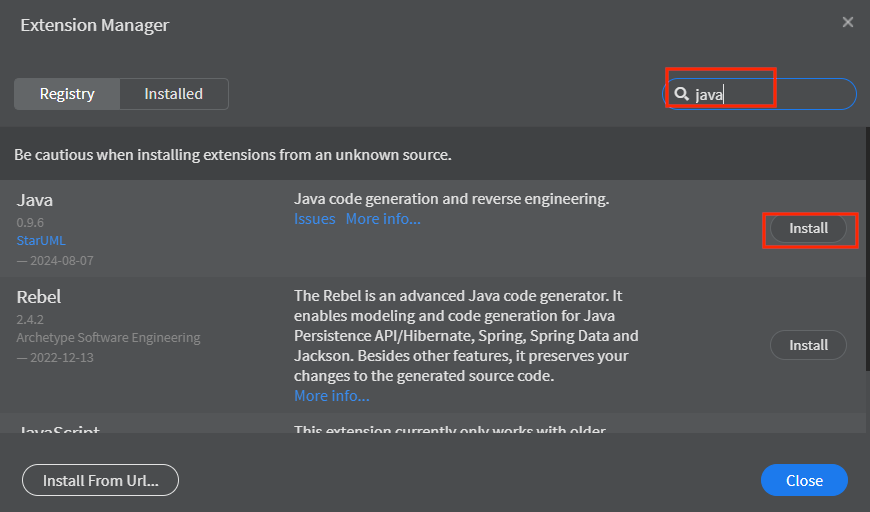 Extension Manager
×
Registry
Installed
java
Be cautious when installing extensions from an unknown source.
Java
0.9.6
StarUML
— 2024-08-07
Java code generation and reverse engineering.
Issues More info...
Install
Rebel
2.4.2
Archetype Software Engineering
— 2022-12-13
The Rebel is an advanced Java code generator. It
enables modeling and code generation for Java
Persistence API/Hibernate, Spring, Spring Data and
Jackson. Besides other features, it preserves your
changes to the generated source code.
More info...
Install
JavaScript
This extension currently only works with older
Install From Url...
Close